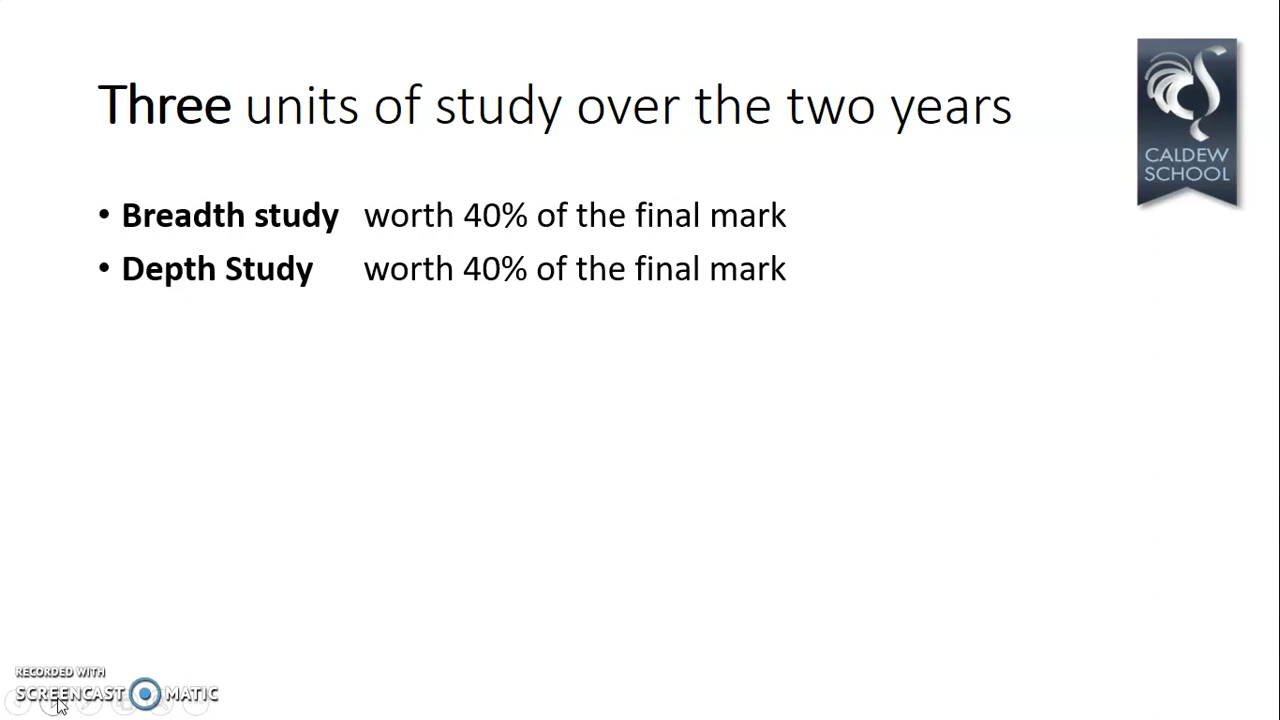 Three units of study over the two years
• Breadth study worth 40% of the final mark
• Depth Study worth 40% of the final mark
CALDEW
SCHOOL
RECORDED WITH
SCREENCAST MATIC